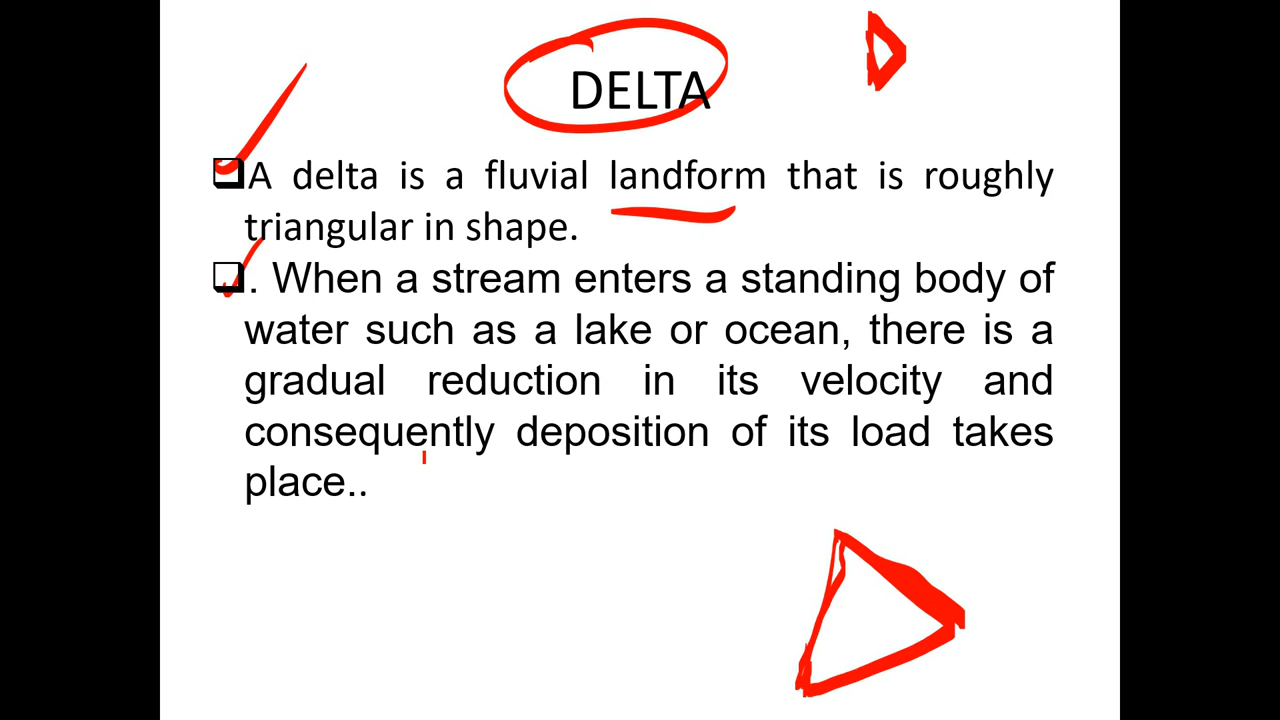 DELTA
A delta is a fluvial landform that is roughly
triangular in shape.
. When a stream enters a standing body of
water such as a lake or ocean, there is a
gradual reduction in its velocity and
consequently deposition of its load takes
place..